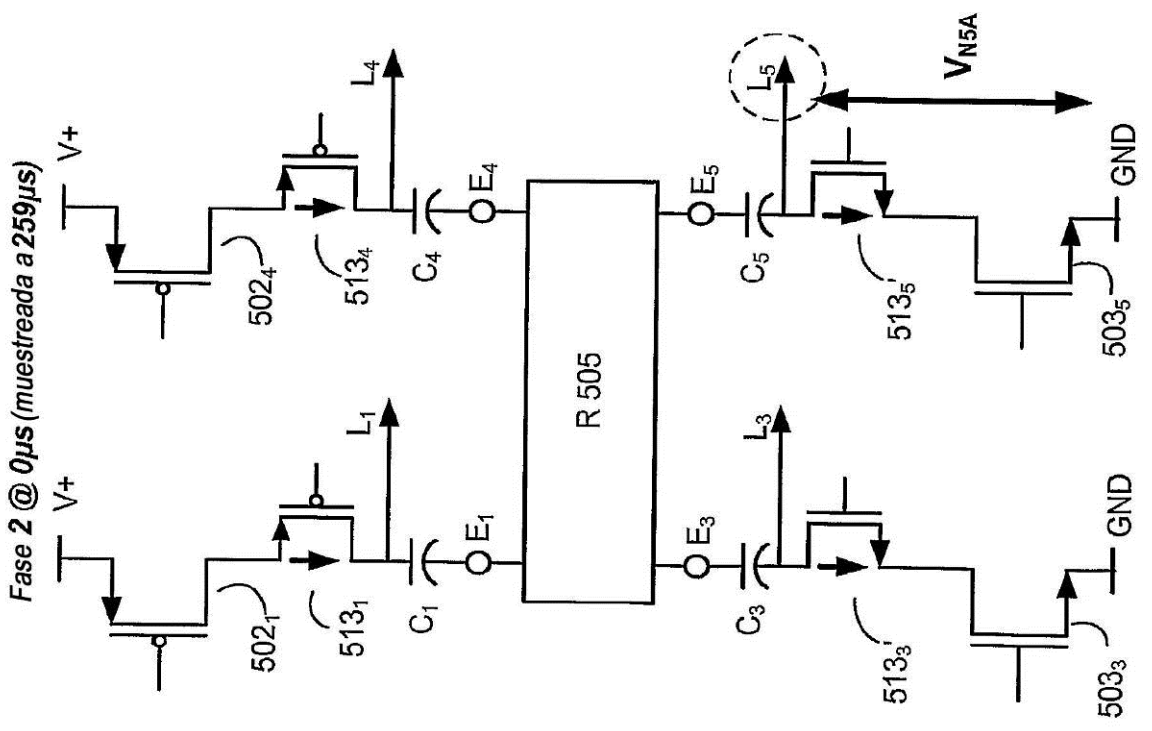 Fase 2 @ 0µs (muestreada a 259µs)
V+
V+
502₁
502₄
513₁
513₄
L₁
L₄
C₁
C₄
E₁
E₄
R 505
E₃
E₅
C₃
C₅
L₃
L₅
513₃'
513₅'
V_N5A
503₃
503₅
GND
GND